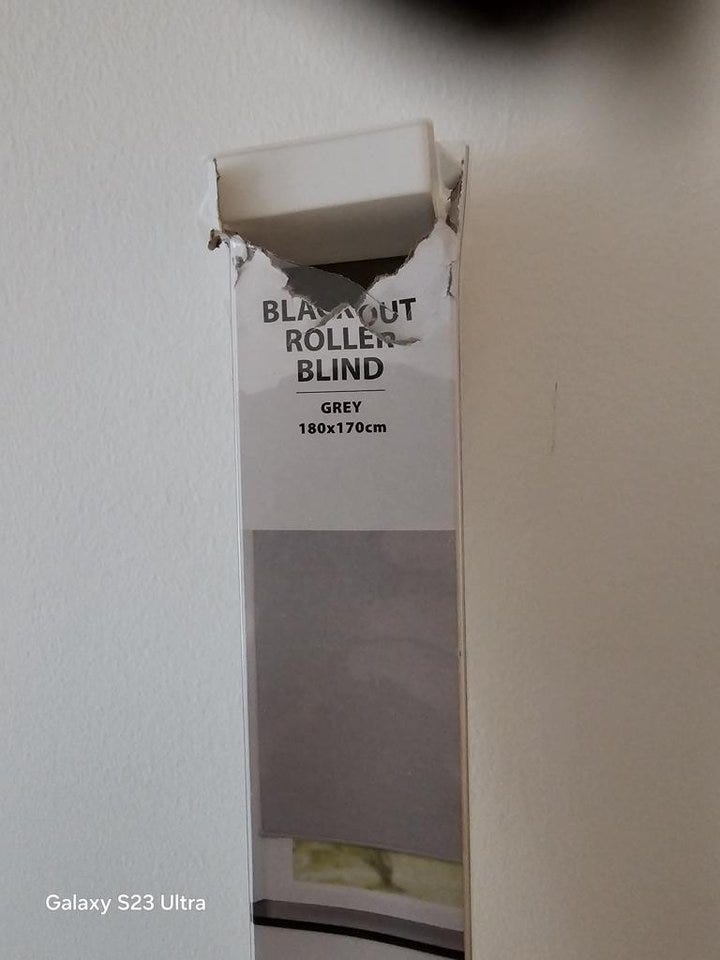 BLACKOUT
ROLLER
BLIND
GREY
180x170cm
Galaxy S23 Ultra